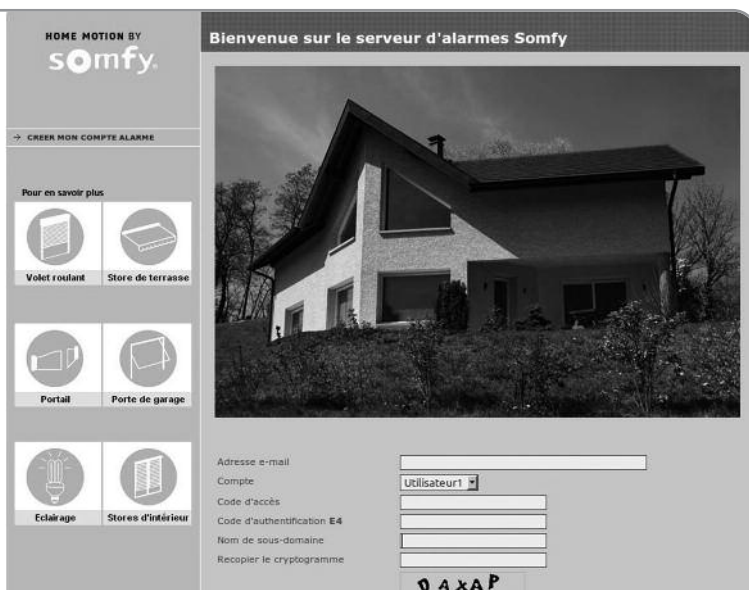 HOME MOTION BY
somfy.
Bienvenue sur le serveur d'alarmes Somfy
→ CREER MON COMPTE ALARME
Pour en savoir plus
Volet roulant
Store de terrasse
Portail
Porte de garage
Eclairage
Stores d'intérieur
Adresse e-mail
Compte
Utilisateur1
Code d'accès
Code d'authentification E4
Nom de sous-domaine
Recopier le cryptogramme
DAXAP